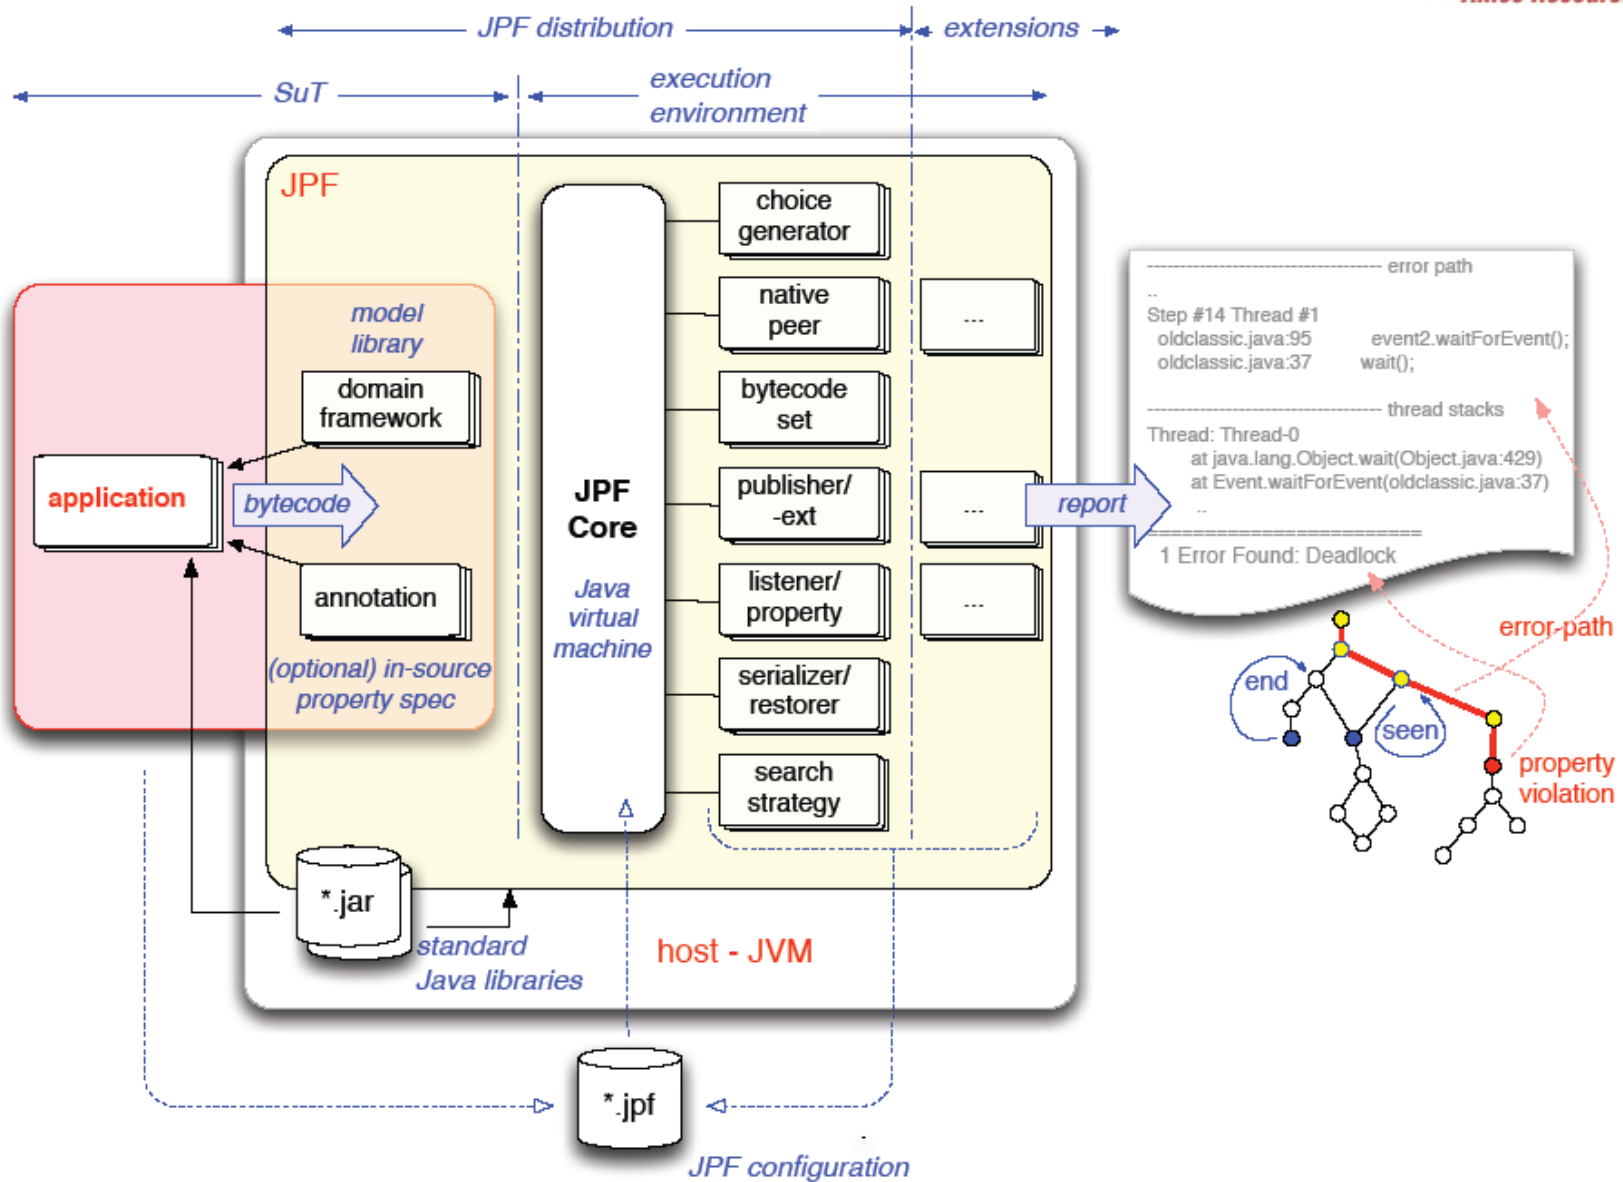 JPF distribution
extensions
SuT
execution
environment
JPF
choice
generator
native
peer
...
bytecode
set
publisher/
-ext
...
listener/
property
...
serializer/
restorer
search
strategy
JPF
Core
Java
virtual
machine
model
library
domain
framework
application
bytecode
annotation
(optional) in-source
property spec
*.jar
standard
Java libraries
host - JVM
*.jpf
JPF configuration
report
--------------------------------------- error path
..
Step #14 Thread #1
oldclassic.java:95 event2.waitForEvent();
oldclassic.java:37 wait();
--------------------------------------- thread stacks
Thread: Thread-0
at java.lang.Object.wait(Object.java:429)
at Event.waitForEvent(oldclassic.java:37)
..
========================
1 Error Found: Deadlock
error-path
end
seen
property
violation